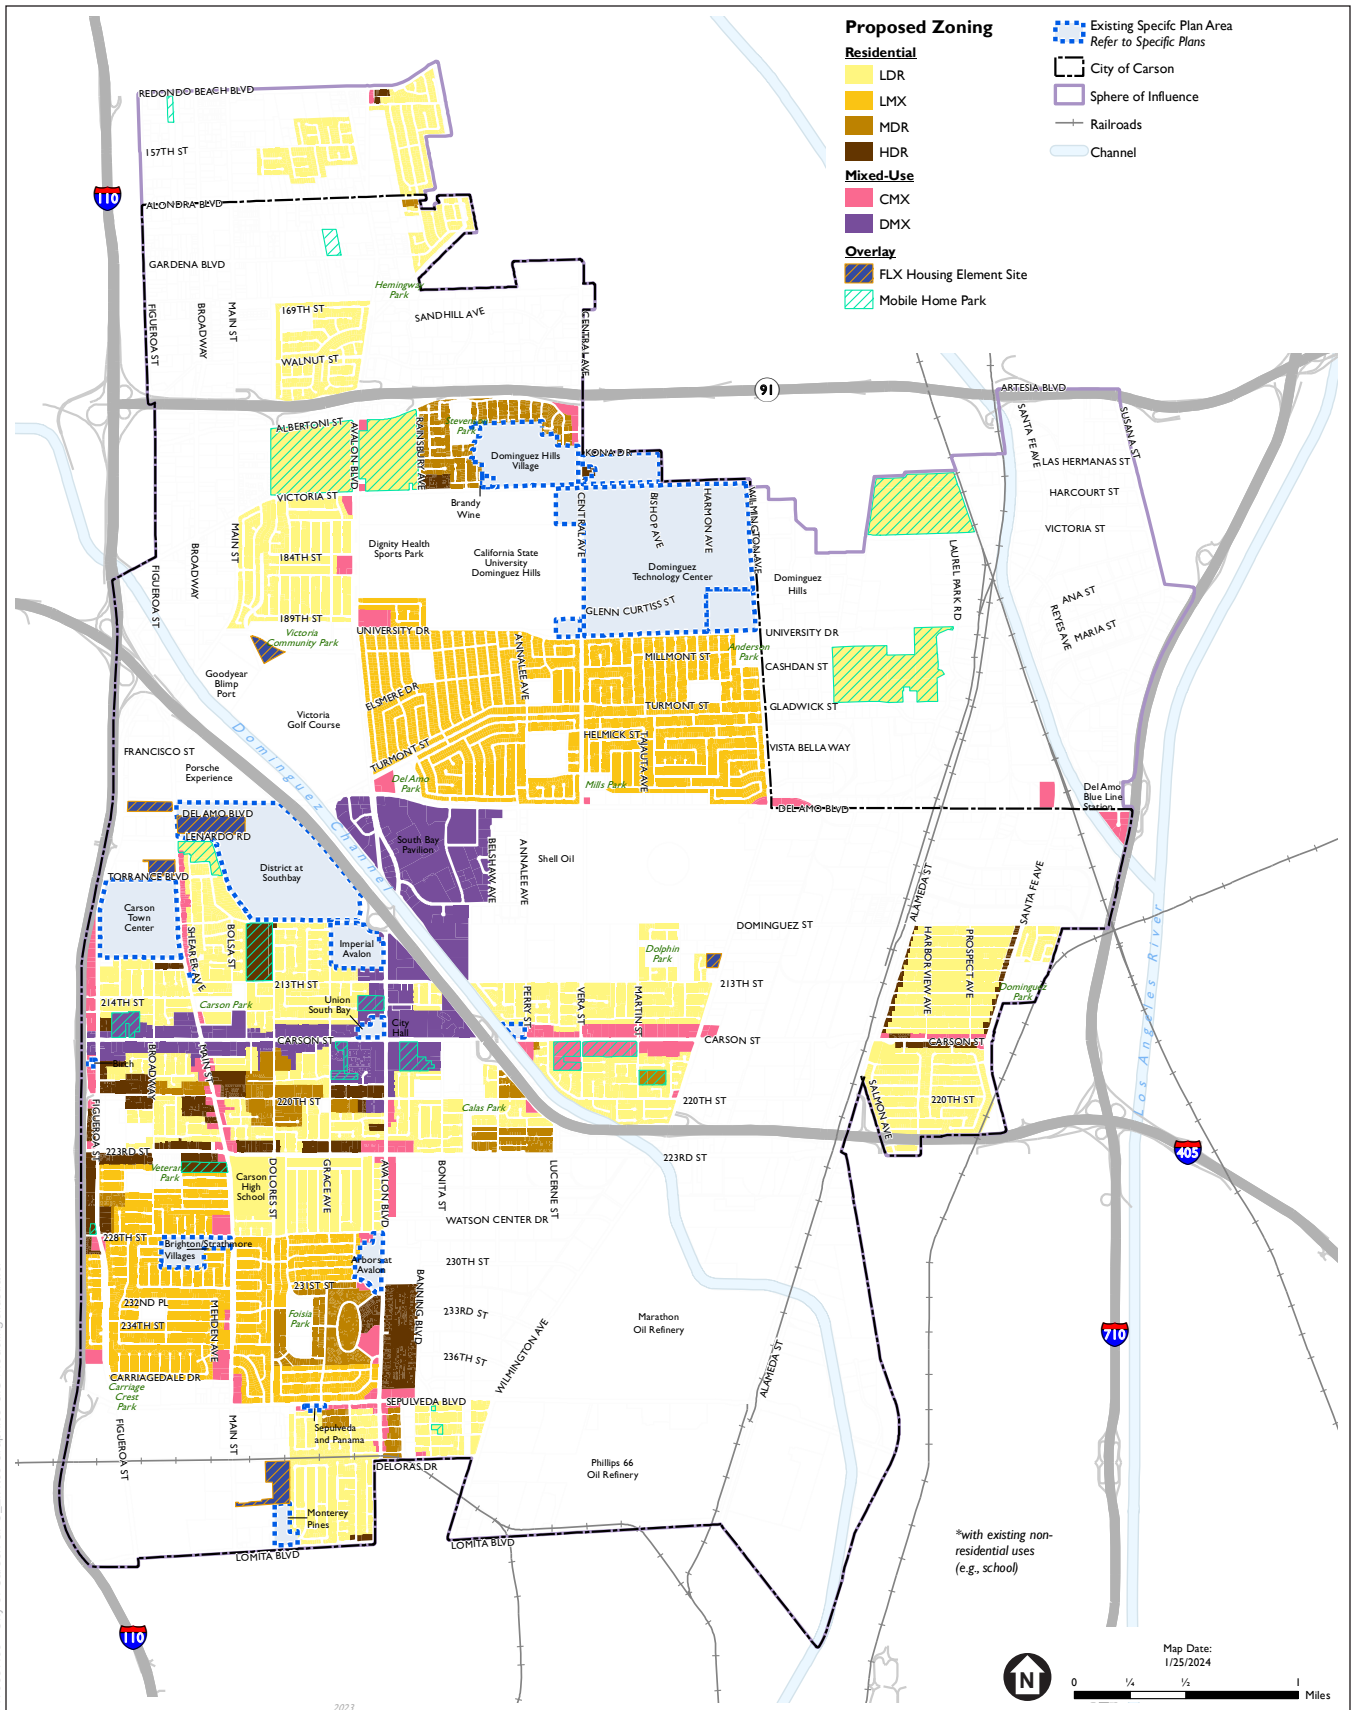 Proposed Zoning
Residential
LDR
LMX
MDR
HDR
Mixed-Use
CMX
DMX
Overlay
FLX Housing Element Site
Mobile Home Park
Existing Specifc Plan Area
Refer to Specific Plans
City of Carson
Sphere of Influence
Railroads
Channel
REDONDO BEACH BLVD
157TH ST
110
ALONDRA BLVD
GARDENA BLVD
Hemingway
Park
FIGUEROA ST
BROADWAY
MAIN ST
169TH ST
SANDHILL AVE
CENTRAL AVE
WALNUT ST
91
ARTESIA BLVD
SANTA FE AVE
SUSANA ST
ALBERTONI ST
AVALON BLVD
RAINSBURY AVE
Park
Dominguez Hills
Village
KONA DR
LAS HERMANAS ST
HARCOURT ST
VICTORIA ST
VICTORIA ST
Brandy
Wine
CENTRAL AVE
BISHOP AVE
HARMON AVE
WILMINGTON AVE
MAIN ST
BROADWAY
FIGUEROA ST
184TH ST
Dignity Health
Sports Park
California State
University
Dominguez Hills
Dominguez
Technology Center
Dominguez
Hills
LAUREL PARK RD
ANA ST
REYES AVE
MARIA ST
GLENN CURTISS ST
189TH ST
Victoria
Community Park
UNIVERSITY DR
UNIVERSITY DR
ANNALEE AVE
MILLMONT ST
Anderson
Park
CASHDAN ST
Goodyear
Blimp
Port
ELSMERE DR
TURMONT ST
GLADWICK ST
Victoria
Golf Course
HELMICK ST
TAJAUTA AVE
VISTA BELLA WAY
TURMONT ST
FRANCISCO ST
Porsche
Experience
Dominguez Channel
Del Amo
Park
Mills Park
DEL AMO BLVD
Del Amo
Blue Line
Station
DEL AMO BLVD
LENARDO RD
South Bay
Pavilion
BELSHAW AVE
ANNALEE AVE
Shell Oil
District at
Southbay
TORRANCE BLVD
Carson
Town
Center
SHEARER AVE
BOLSA ST
Imperial
Avalon
DOMINGUEZ ST
Dolphin
Park
ALAMEDA ST
SANTA FE AVE
HARBOR VIEW AVE
PROSPECT AVE
213TH ST
213TH ST
214TH ST
Carson Park
Union
South Bay
City
Hall
PERRY ST
VERA ST
MARTIN ST
Dominguez
Park
CARSON ST
CARSON ST
CARSON ST
Birch
BROADWAY
MAIN ST
220TH ST
Calas Park
220TH ST
SALMON AVE
220TH ST
Los Angeles River
FIGUEROA ST
223RD ST
223RD ST
405
Park
Carson
High
School
DOLORES ST
GRACE AVE
AVALON BLVD
BONITA ST
LUCERNE ST
WATSON CENTER DR
228TH ST
Brighton/Strathmore
Villages
Arbors at
Avalon
230TH ST
231ST ST
BANNING BLVD
232ND PL
234TH ST
MEHDEN AVE
Foisia
Park
233RD ST
236TH ST
WILMINGTON AVE
Marathon
Oil Refinery
ALAMEDA ST
710
CARRIAGEDALE DR
Carriage
Crest
Park
SEPULVEDA BLVD
FIGUEROA ST
MAIN ST
Sepulveda
and Panama
DELORAS DR
Phillips 66
Oil Refinery
Monterey
Pines
LOMITA BLVD
LOMITA BLVD
*with existing non-
residential uses
(e.g., school)
110
N
Map Date:
1/25/2024
0 ¼ ½ 1
Miles
2023